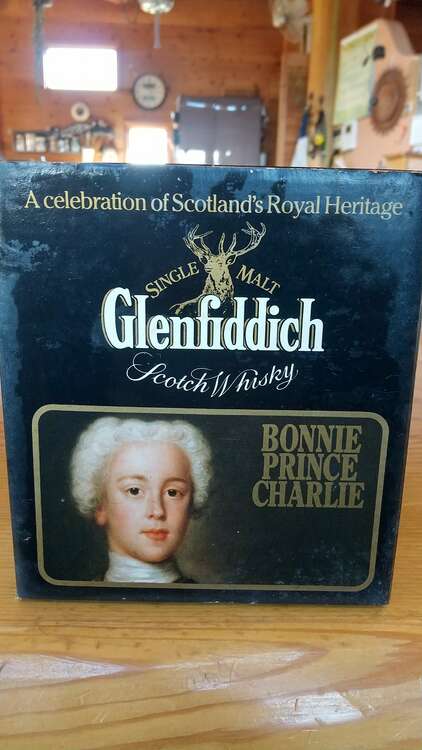 A celebration of Scotland's Royal Heritage
SINGLE MALT
Glenfiddich
Scotch Whisky
BONNIE
PRINCE
CHARLIE